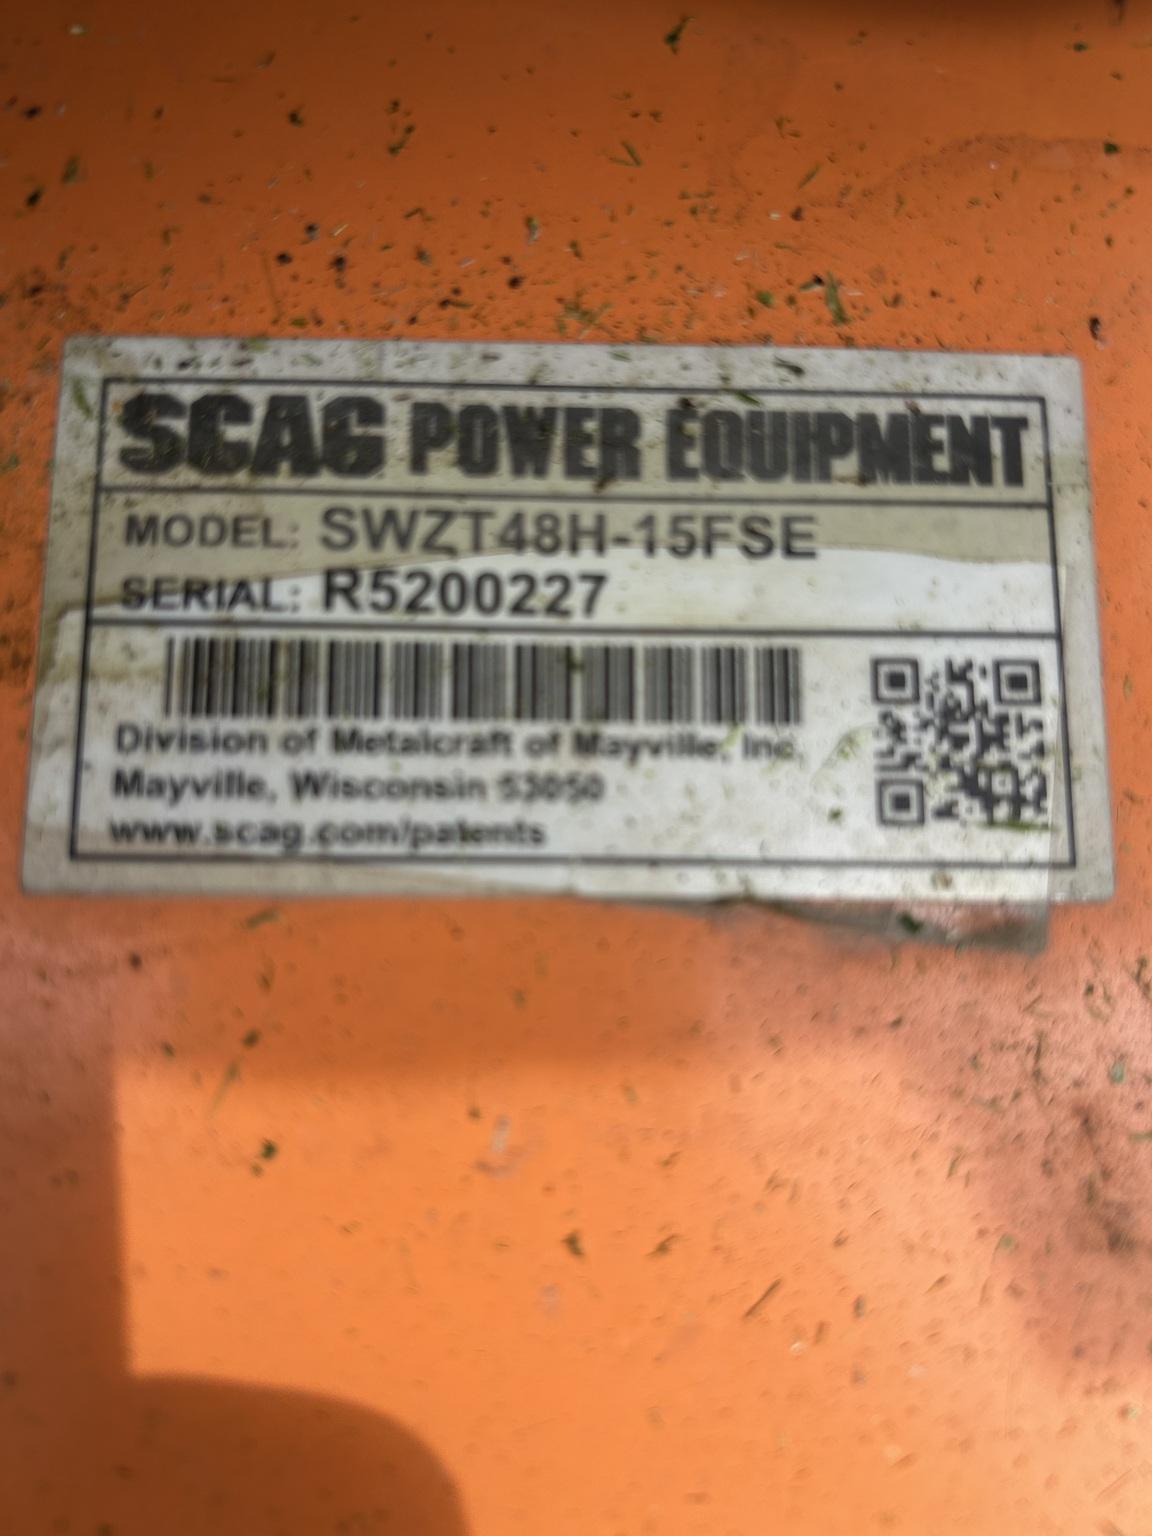 SCAG POWER EQUIPMENT
MODEL: SWZT48H-15FSE
SERIAL: R5200227
Division of Metalcraft of Mayville, Inc.
Mayville, Wisconsin 53050
www.scag.com/patents